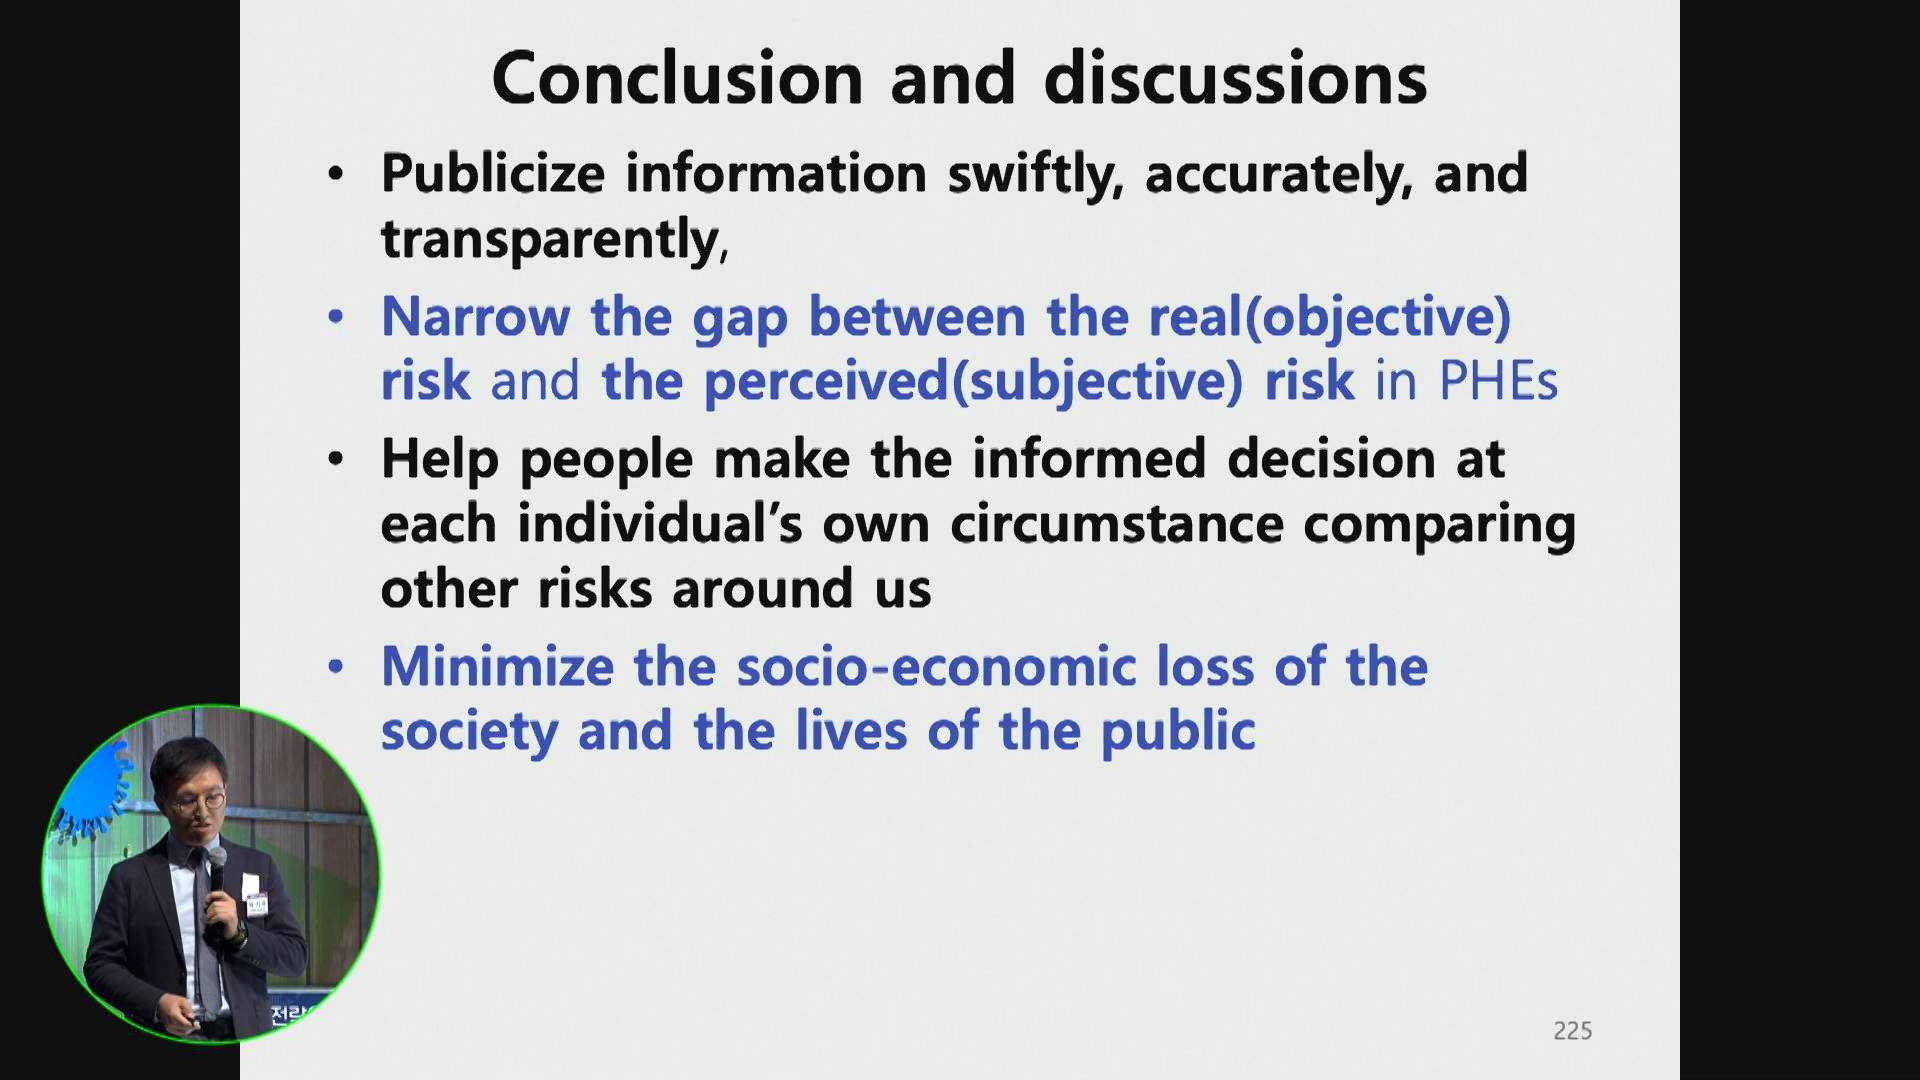 Conclusion and discussions
• Publicize information swiftly, accurately, and
transparently,
• Narrow the gap between the real(objective)
risk and the perceived(subjective) risk in PHEs
• Help people make the informed decision at
each individual’s own circumstance comparing
other risks around us
• Minimize the socio-economic loss of the
society and the lives of the public
225